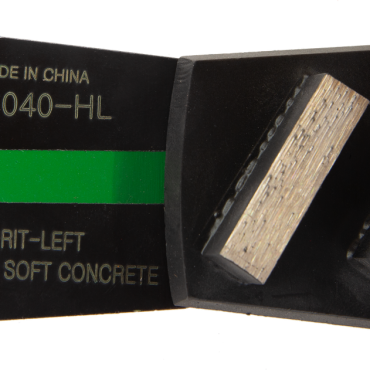 DE IN CHINA
040-HL
RIT-LEFT
SOFT CONCRETE